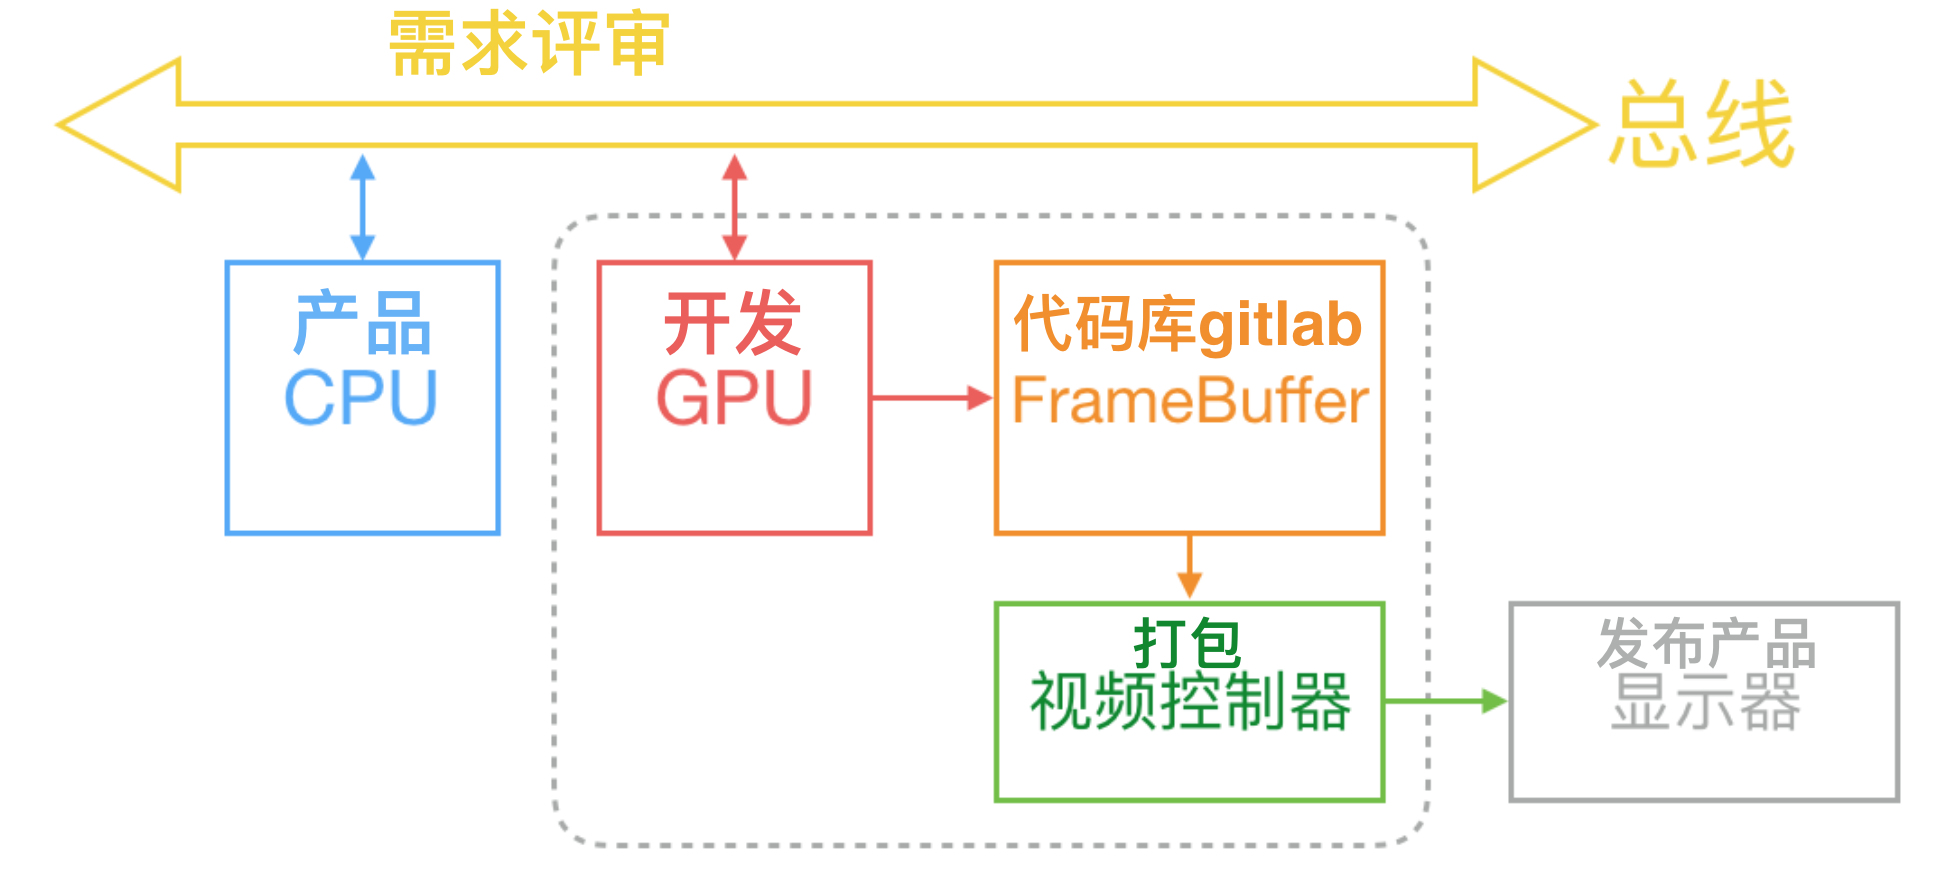 需求评审
总线
产品
CPU
开发
GPU
代码库gitlab
FrameBuffer
打包
视频控制器
发布产品
显示器